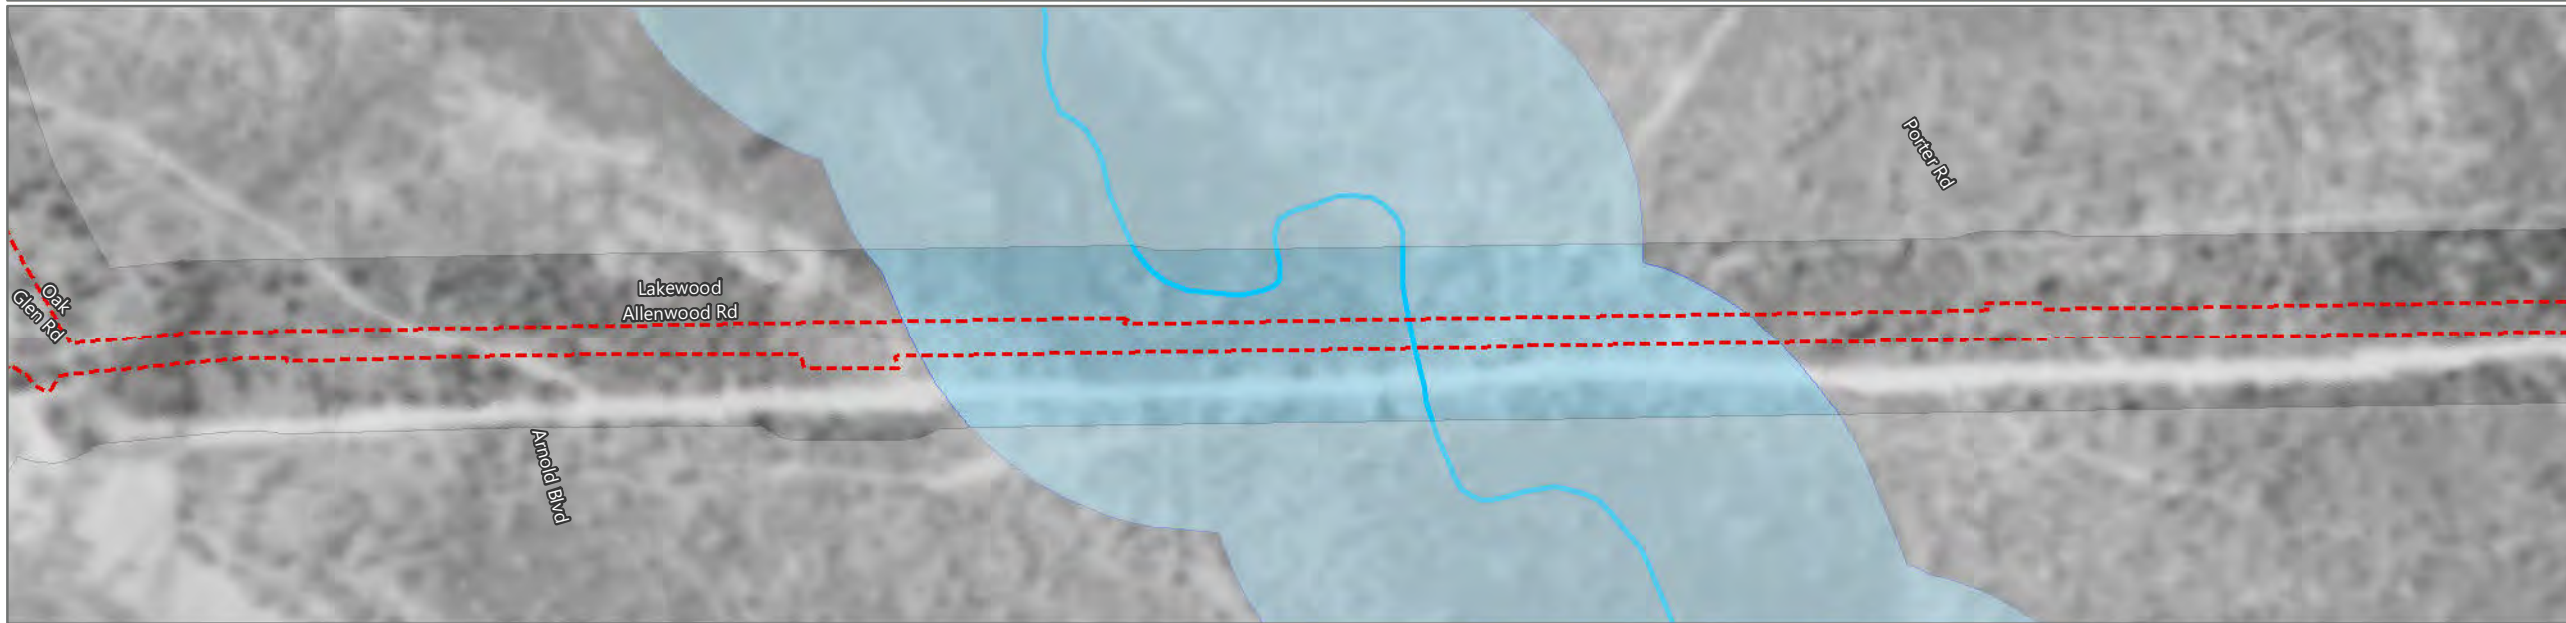 Porter Rd
Oak
Glen Rd
Lakewood
Allenwood Rd
Arnold Blvd